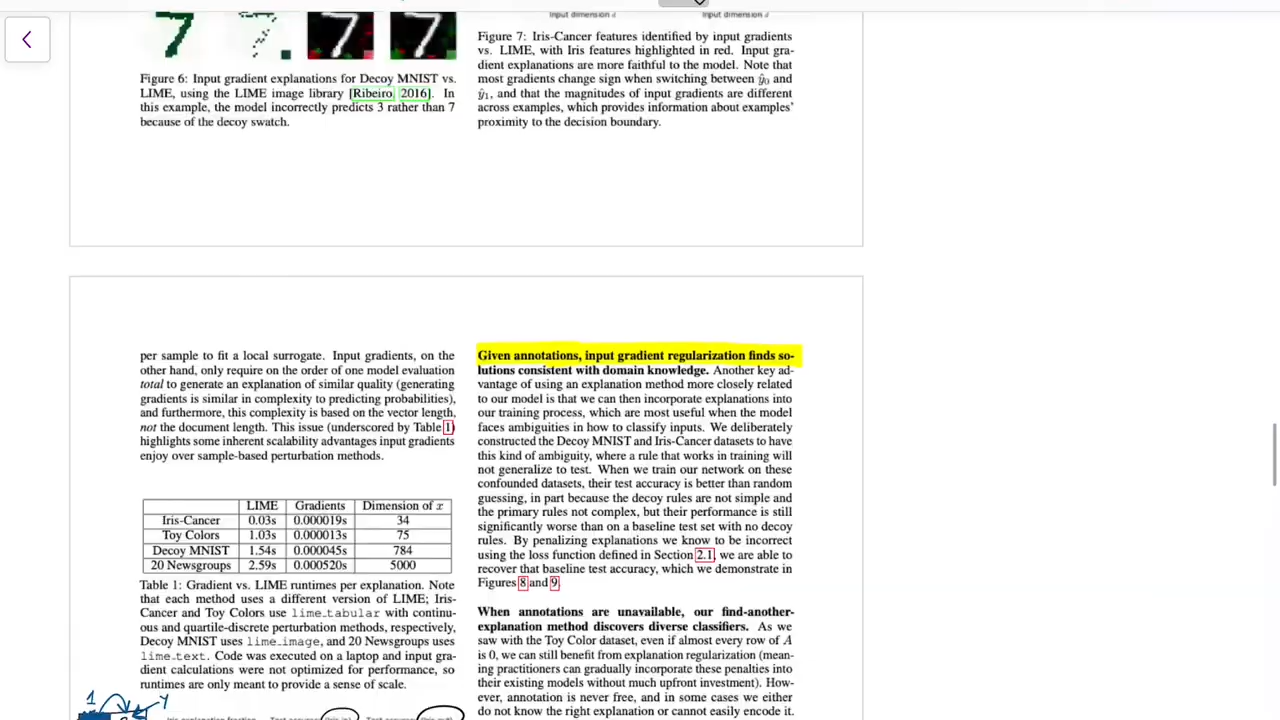 Input dimension d
Input dimension d
Figure 6: Input gradient explanations for Decoy MNIST vs.
LIME, using the LIME image library [Ribeiro, 2016]. In
this example, the model incorrectly predicts 3 rather than 7
because of the decoy swatch.
Figure 7: Iris-Cancer features identified by input gradients
vs. LIME, with Iris features highlighted in red. Input gra-
dient explanations are more faithful to the model. Note that
most gradients change sign when switching between ŷ₀ and
ŷ₁, and that the magnitudes of input gradients are different
across examples, which provides information about examples'
proximity to the decision boundary.
per sample to fit a local surrogate. Input gradients, on the
other hand, only require on the order of one model evaluation
total to generate an explanation of similar quality (generating
gradients is similar in complexity to predicting probabilities),
and furthermore, this complexity is based on the vector length,
not the document length. This issue (underscored by Table 1)
highlights some inherent scalability advantages input gradients
enjoy over sample-based perturbation methods.
LIME Gradients Dimension of x
Iris-Cancer 0.03s 0.000019s 34
Toy Colors 1.03s 0.000013s 75
Decoy MNIST 1.54s 0.000045s 784
20 Newsgroups 2.59s 0.000520s 5000
Table 1: Gradient vs. LIME runtimes per explanation. Note
that each method uses a different version of LIME; Iris-
Cancer and Toy Colors use lime_tabular with continu-
ous and quartile-discrete perturbation methods, respectively,
Decoy MNIST uses lime_image, and 20 Newsgroups uses
lime_text. Code was executed on a laptop and input gra-
dient calculations were not optimized for performance, so
runtimes are only meant to provide a sense of scale.
1 y
Given annotations, input gradient regularization finds so-
lutions consistent with domain knowledge. Another key ad-
vantage of using an explanation method more closely related
to our model is that we can then incorporate explanations into
our training process, which are most useful when the model
faces ambiguities in how to classify inputs. We deliberately
constructed the Decoy MNIST and Iris-Cancer datasets to have
this kind of ambiguity, where a rule that works in training will
not generalize to test. When we train our network on these
confounded datasets, their test accuracy is better than random
guessing, in part because the decoy rules are not simple and
the primary rules not complex, but their performance is still
significantly worse than on a baseline test set with no decoy
rules. By penalizing explanations we know to be incorrect
using the loss function defined in Section 2.1, we are able to
recover that baseline test accuracy, which we demonstrate in
Figures 8 and 9.
When annotations are unavailable, our find-another-
explanation method discovers diverse classifiers. As we
saw with the Toy Color dataset, even if almost every row of A
is 0, we can still benefit from explanation regularization (mean-
ing practitioners can gradually incorporate these penalties into
their existing models without much upfront investment). How-
ever, annotation is never free, and in some cases we either
do not know the right explanation or cannot easily encode it.